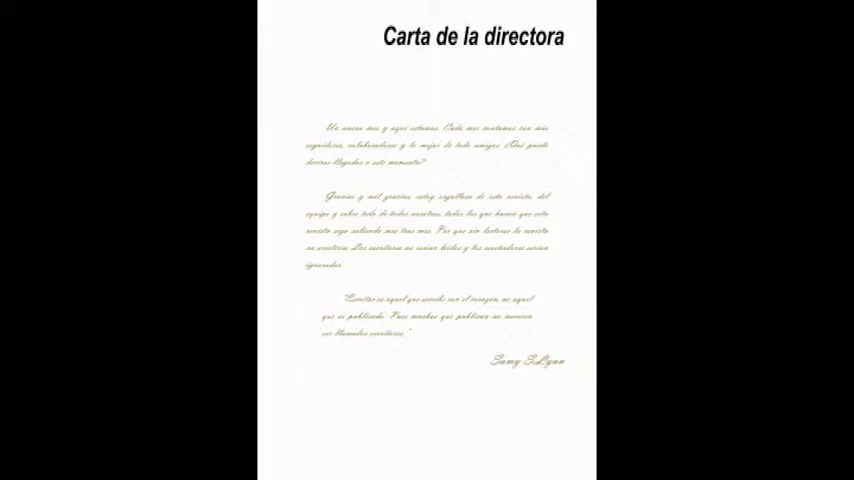 Carta de la directora
Un nuevo mes y aquí estamos. Cada mes contamos con más
seguidores, colaboradores y lo mejor de todo amigos. ¿Qué puedo
deciros llegados a este momento?
Gracias y mil gracias, estoy orgullosa de esta revista, del
equipo y sobre todo de todos vosotros, todos los que hacéis que esta
revista siga saliendo mes tras mes. Por que sin lectores la revista
no existiría. Los escritores no serían leídos y los soñadores serían
ignorados.
"Escritor es aquel que escribe con el corazón, no aquel
que es publicado. Pues muchos que publican no merecen
ser llamados escritores."
Samy S.Lynn